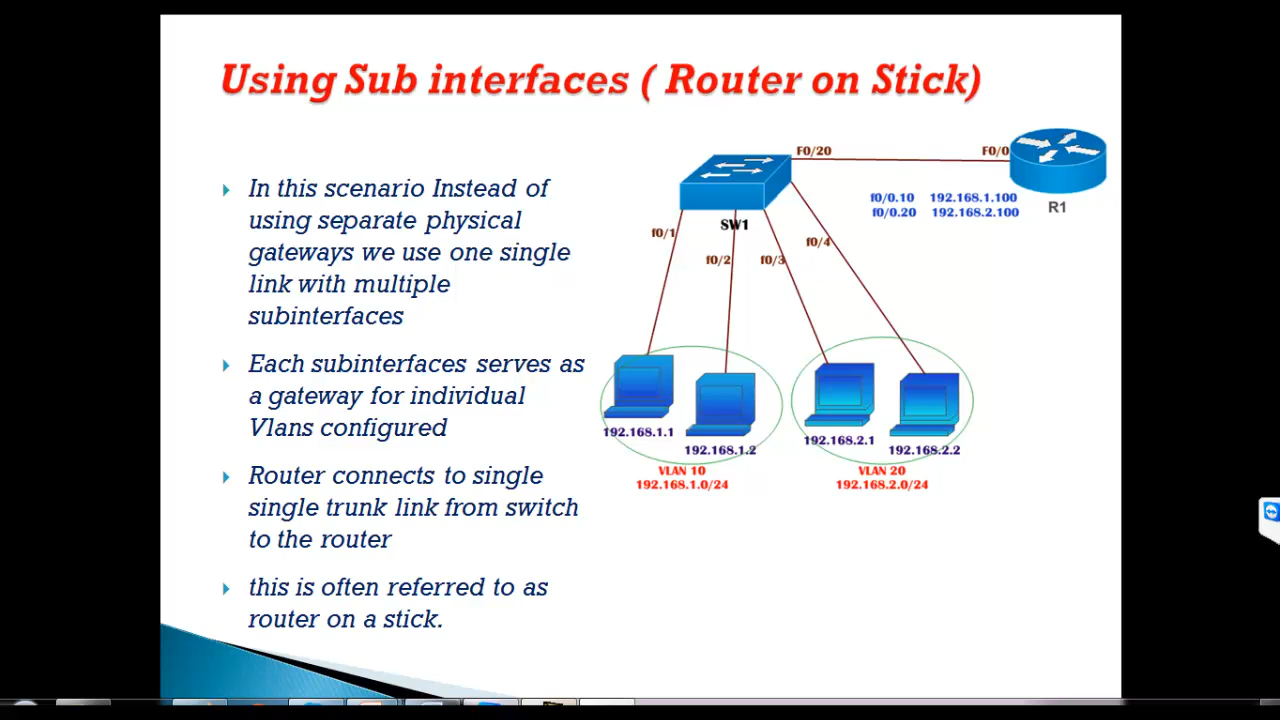 Using Sub interfaces ( Router on Stick)
In this scenario Instead of
using separate physical
gateways we use one single
link with multiple
subinterfaces
Each subinterfaces serves as
a gateway for individual
Vlans configured
Router connects to single
single trunk link from switch
to the router
this is often referred to as
router on a stick.
F0/20
F0/0
f0/0.10 192.168.1.100
f0/0.20 192.168.2.100
R1
SW1
f0/1
f0/2
f0/3
f0/4
192.168.1.1
192.168.1.2
192.168.2.1
192.168.2.2
VLAN 10
192.168.1.0/24
VLAN 20
192.168.2.0/24